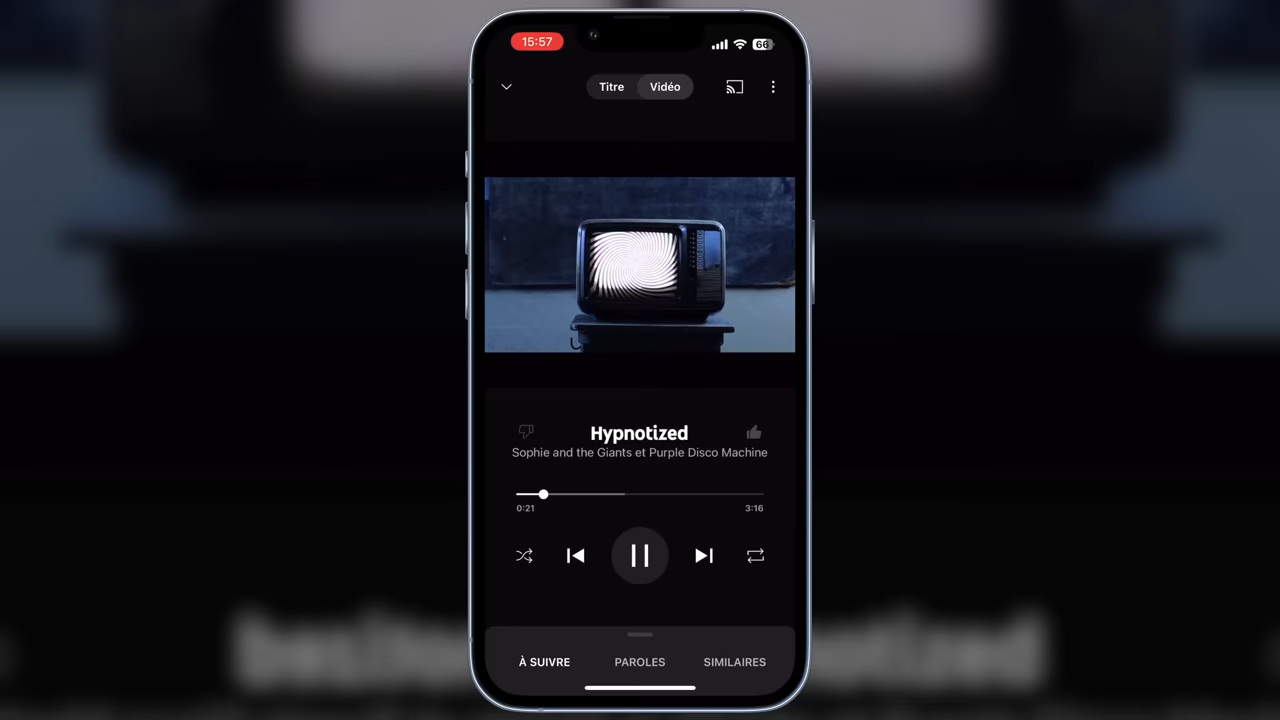 15:57
66
Titre
Vidéo
Hypnotized
Sophie and the Giants et Purple Disco Machine
0:21
3:16
À SUIVRE
PAROLES
SIMILAIRES